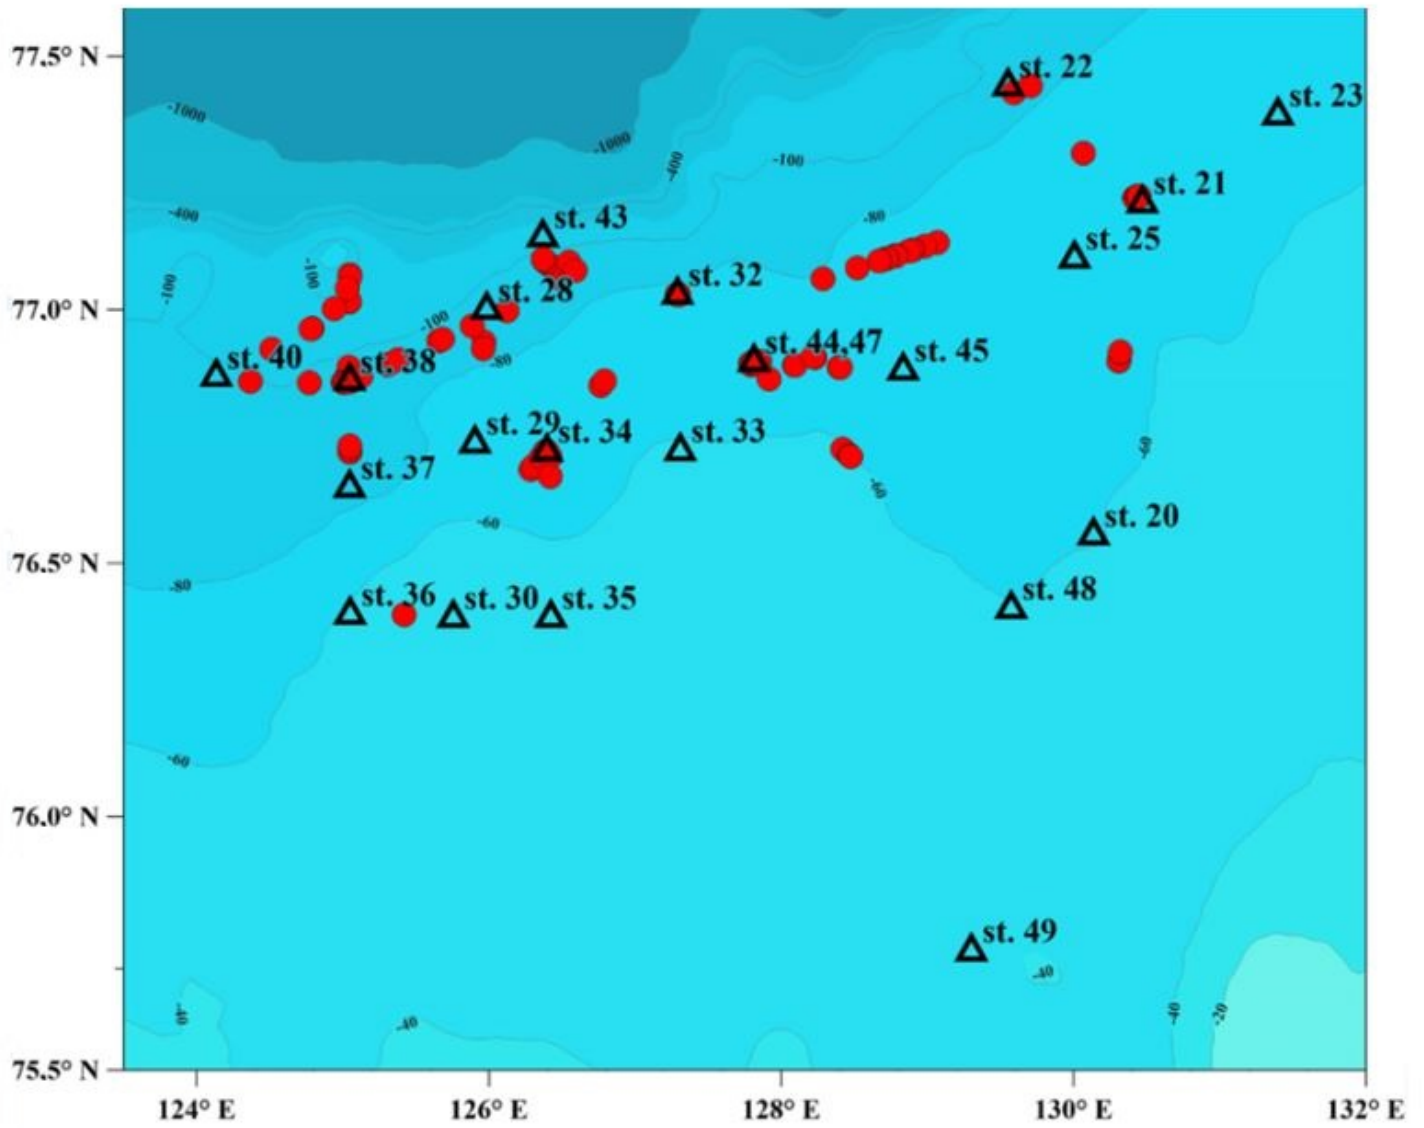 77.5° N
st. 22
st. 23
-1000
-1000
-400
-100
st. 21
-400
st. 43
-80
st. 25
-100
-100
st. 32
st. 28
77.0° N
-100
st. 44,47
st. 45
st. 40
st. 38
-80
st. 29
st. 34
st. 33
-60
st. 37
-60
st. 20
-60
76.5° N
-80
st. 36
st. 30
st. 35
st. 48
-60
76.0° N
st. 49
-40
-40
-40
-40
-20
75.5° N
124° E
126° E
128° E
130° E
132° E